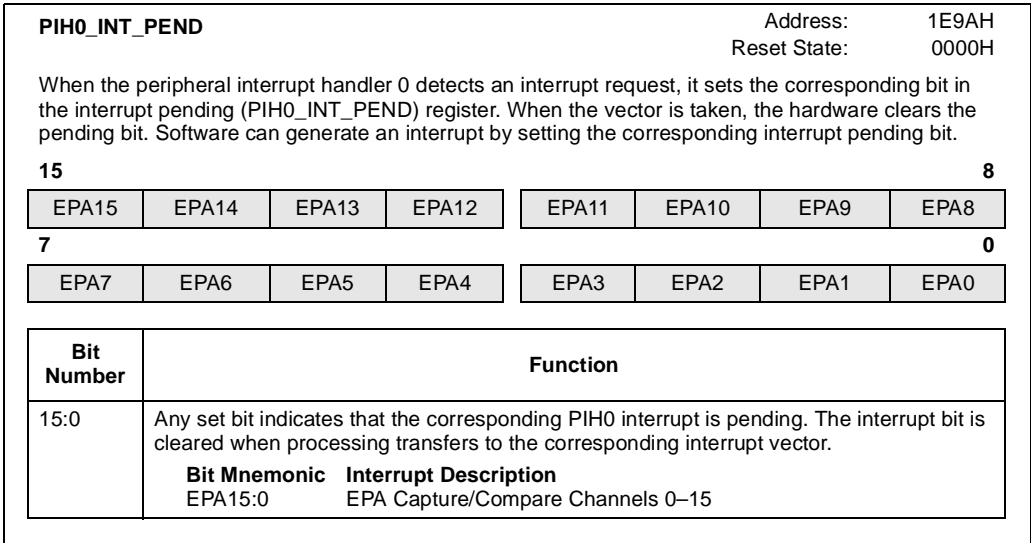 PIH0_INT_PEND Address: 1E9AH
Reset State: 0000H
When the peripheral interrupt handler 0 detects an interrupt request, it sets the corresponding bit in
the interrupt pending (PIH0_INT_PEND) register. When the vector is taken, the hardware clears the
pending bit. Software can generate an interrupt by setting the corresponding interrupt pending bit.
15 8
EPA15 EPA14 EPA13 EPA12 EPA11 EPA10 EPA9 EPA8
7 0
EPA7 EPA6 EPA5 EPA4 EPA3 EPA2 EPA1 EPA0
Bit
Number Function
15:0 Any set bit indicates that the corresponding PIH0 interrupt is pending. The interrupt bit is
cleared when processing transfers to the corresponding interrupt vector.
Bit Mnemonic Interrupt Description
EPA15:0 EPA Capture/Compare Channels 0–15